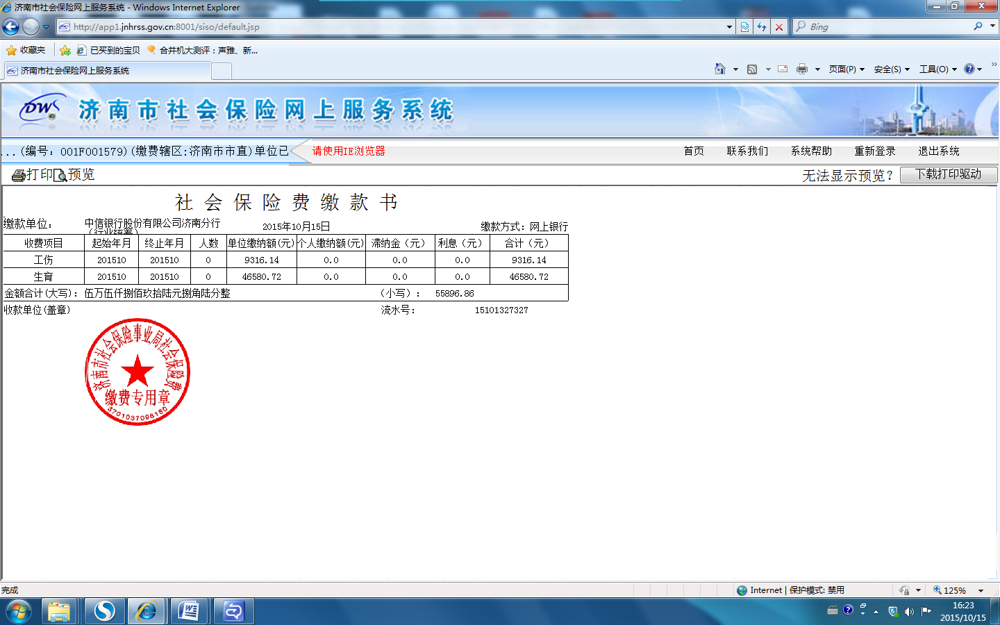 济南市社会保险网上服务系统 - Windows Internet Explorer
http://app1.jnhrss.gov.cn:8001/siso/default.jsp
Bing
收藏夹 已买到的宝贝 合并机大测评：声雅、新...
济南市社会保险网上服务系统
页面(P) 安全(S) 工具(O)
DWS 济南市社会保险网上服务系统
...(编号：001F001579)(缴费辖区:济南市市直)单位已 请使用IE浏览器 首页 联系我们 系统帮助 重新登录 退出系统
打印 预览 无法显示预览? 下载打印驱动
社会保险费缴款书
缴款单位： 中信银行股份有限公司济南分行 2015年10月15日 缴款方式：网上银行
（行业统筹）
收费项目 起始年月 终止年月 人数 单位缴纳额(元) 个人缴纳额(元) 滞纳金（元） 利息（元） 合计（元）
工伤 201510 201510 0 9316.14 0.0 0.0 0.0 9316.14
生育 201510 201510 0 46580.72 0.0 0.0 0.0 46580.72
金额合计(大写)：伍万伍仟捌佰玖拾陆元捌角陆分整 （小写）： 55896.86
收款单位(盖章) 流水号： 15101327327
济南市社会保险事业局社会保险费
缴费专用章
完成 Internet | 保护模式: 禁用 125%
16:23
2015/10/15